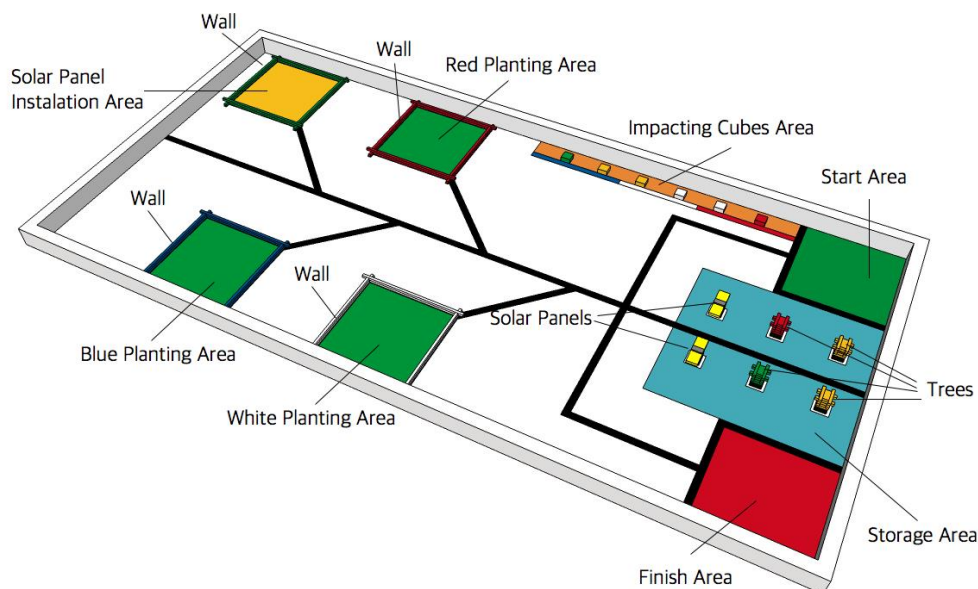 Wall
Wall
Solar Panel
Instalation Area
Red Planting Area
Impacting Cubes Area
Start Area
Wall
Wall
Solar Panels
Blue Planting Area
Trees
White Planting Area
Storage Area
Finish Area